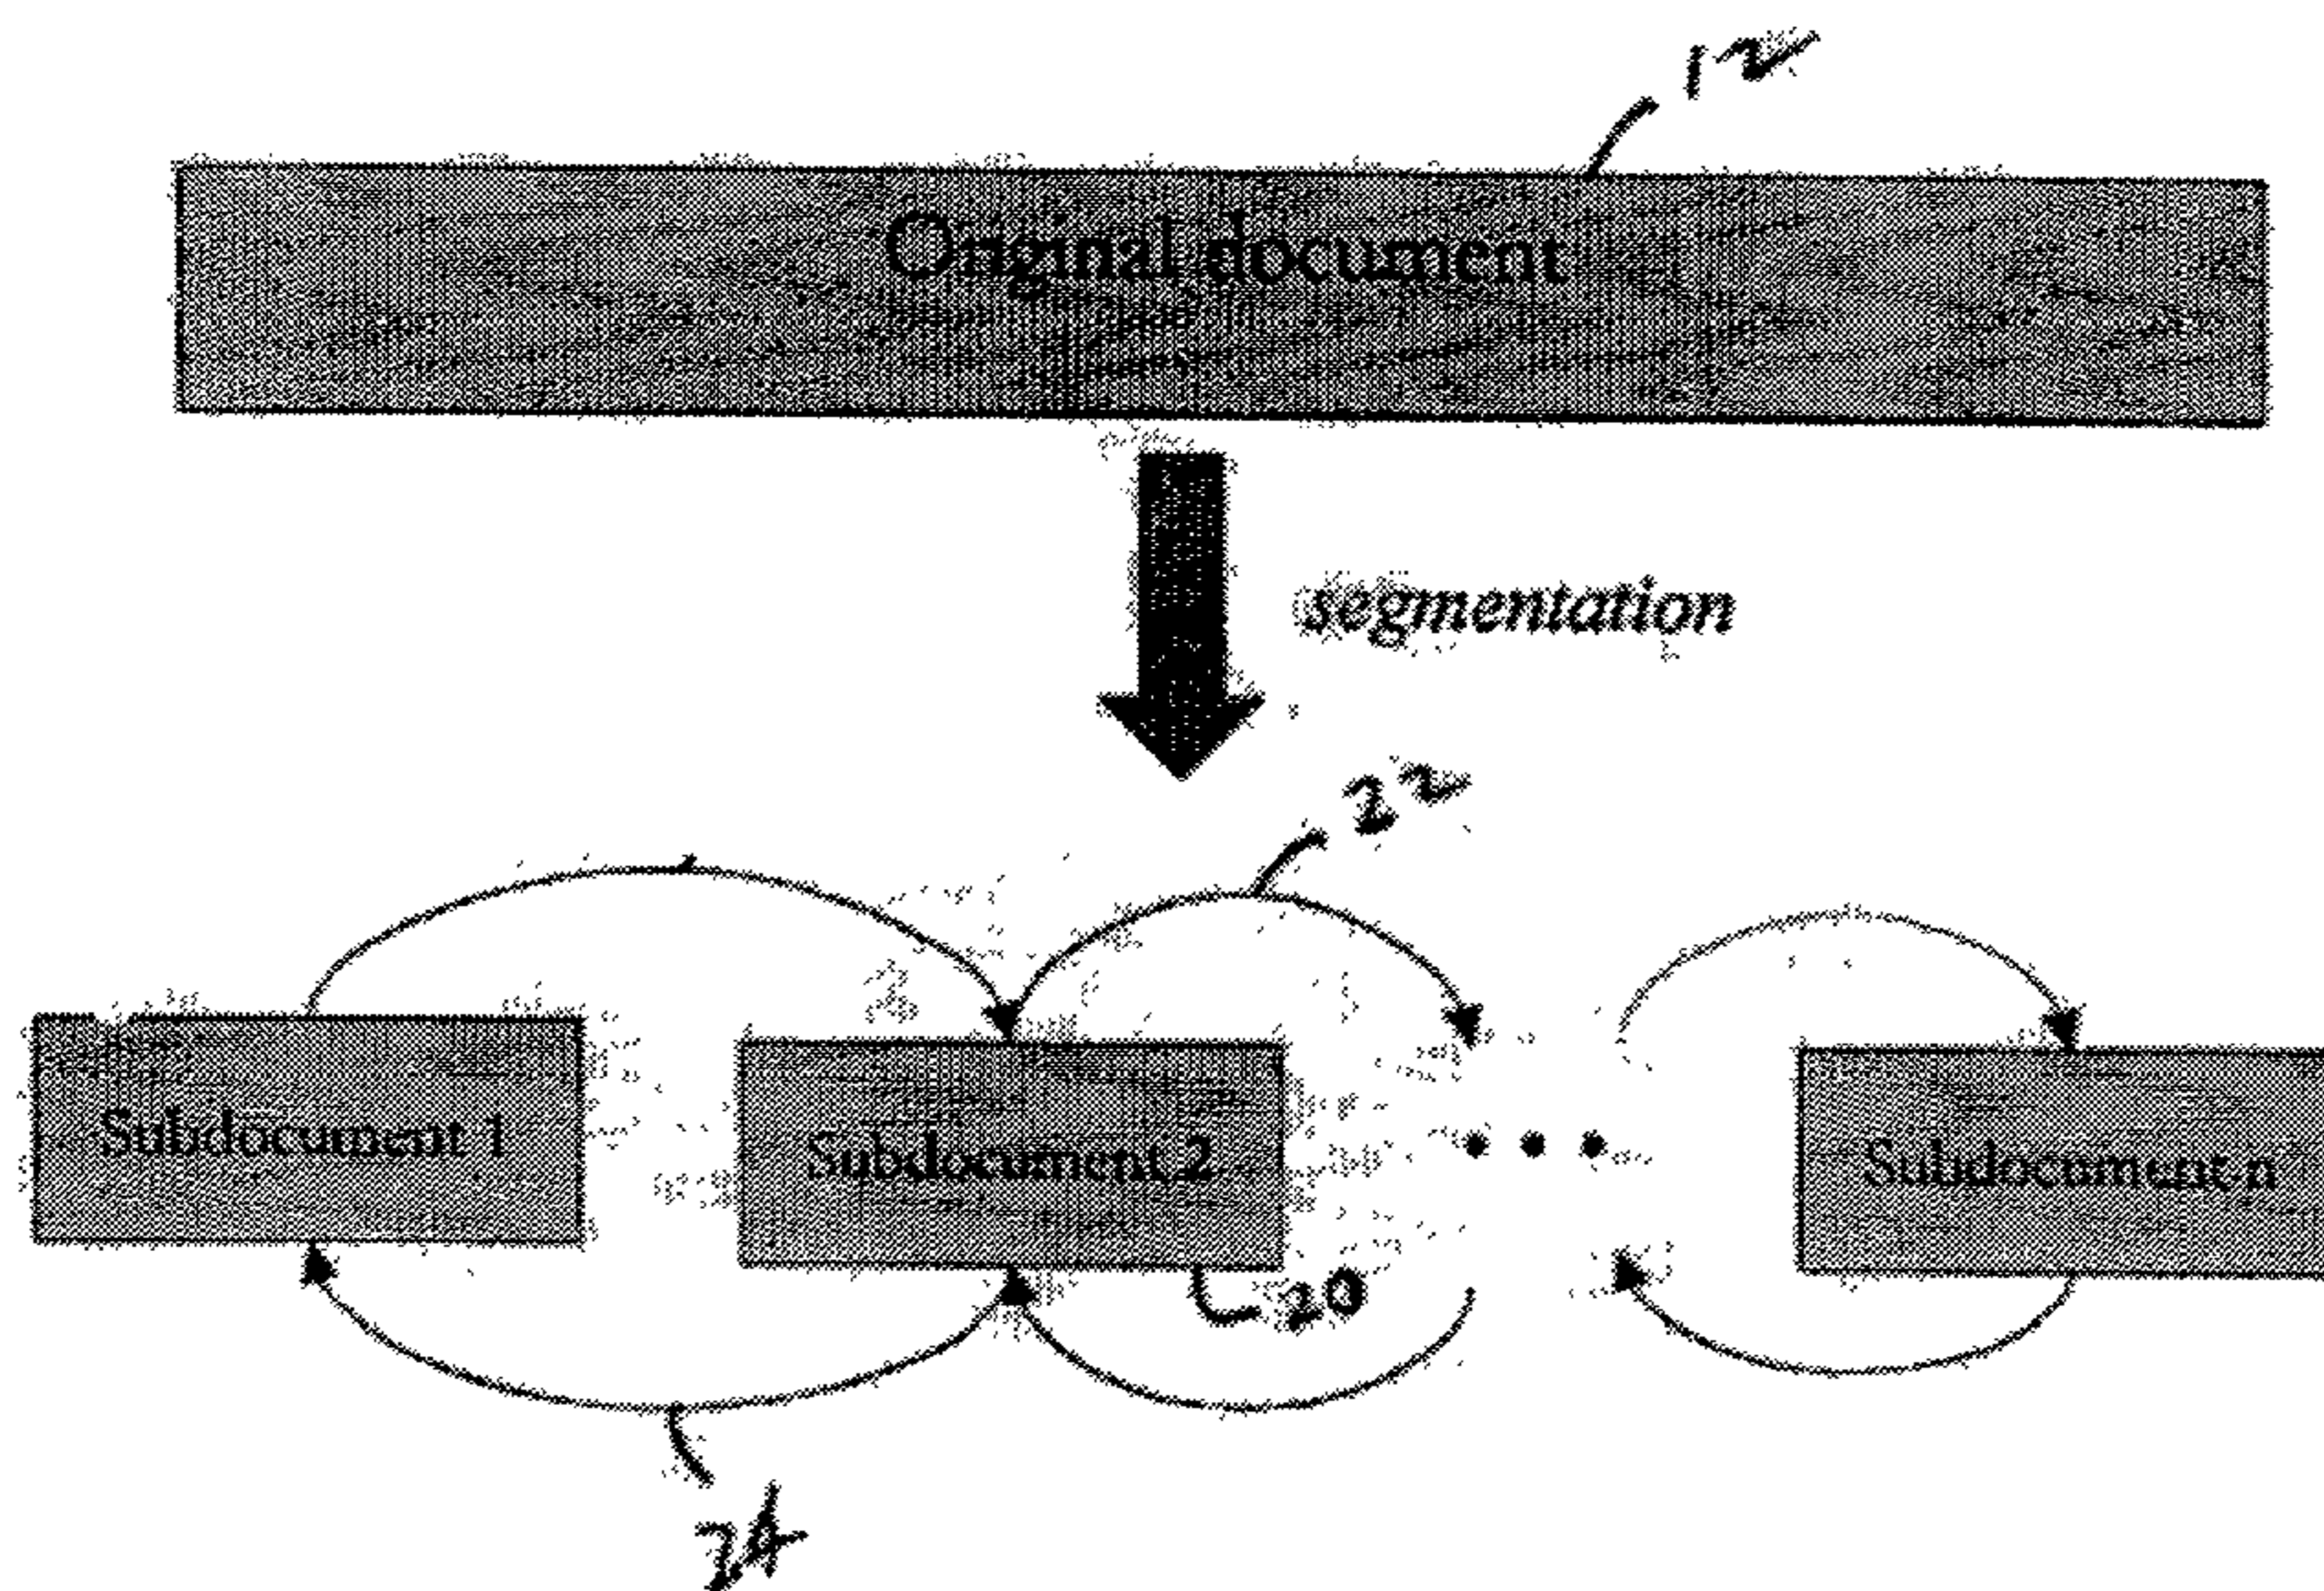 12
Original document
segmentation
22
Subdocument 1
Subdocument 2
• • •
Subdocument n
20
24